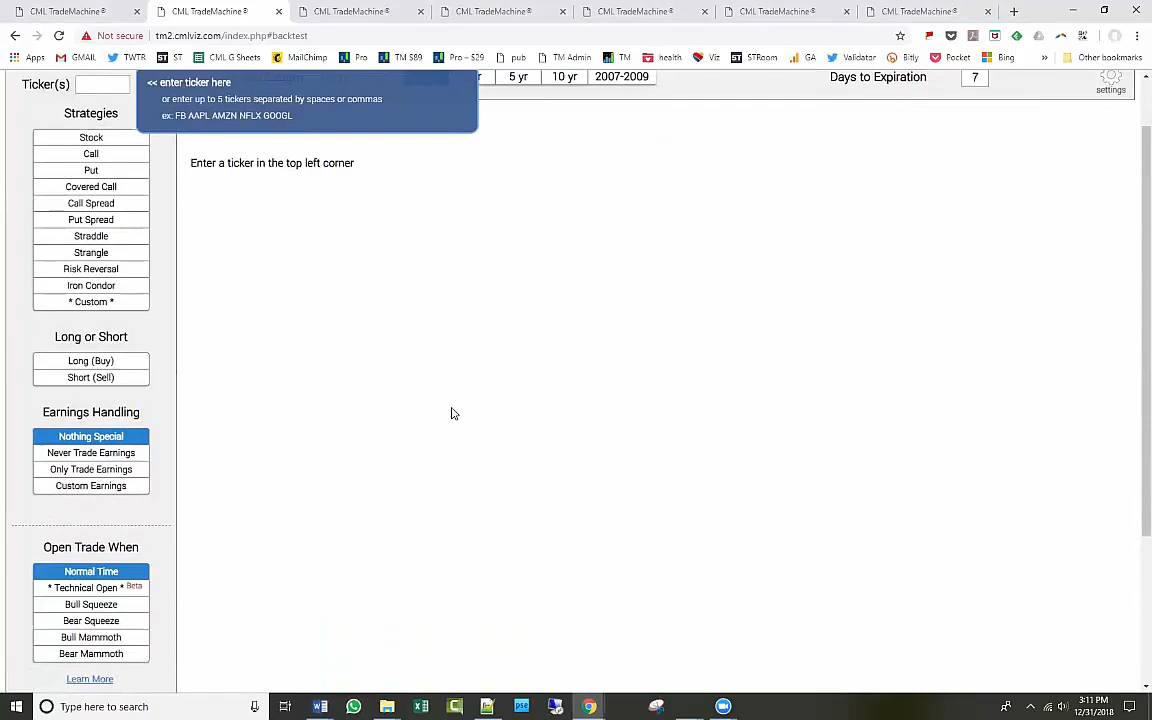 CML TradeMachine®
CML TradeMachine®
CML TradeMachine®
CML TradeMachine®
CML TradeMachine®
CML TradeMachine®
CML TradeMachine®
Not secure tm2.cmlviz.com/index.php#backtest
Apps GMAIL TWTR ST CML G Sheets MailChimp Pro TM $89 Pro – $29 pub TM Admin TM health Viz STRoom GA Validator Bitly Pocket Bing » Other bookmarks
Ticker(s)
<< enter ticker here
or enter up to 5 tickers separated by spaces or commas
ex: FB AAPL AMZN NFLX GOOGL
5 yr 10 yr 2007-2009
Days to Expiration 7
settings
Enter a ticker in the top left corner
Strategies
Stock
Call
Put
Covered Call
Call Spread
Put Spread
Straddle
Strangle
Risk Reversal
Iron Condor
* Custom *
Long or Short
Long (Buy)
Short (Sell)
Earnings Handling
Nothing Special
Never Trade Earnings
Only Trade Earnings
Custom Earnings
Open Trade When
Normal Time
* Technical Open * Beta
Bull Squeeze
Bear Squeeze
Bull Mammoth
Bear Mammoth
Learn More
Type here to search
3:11 PM
12/31/2018